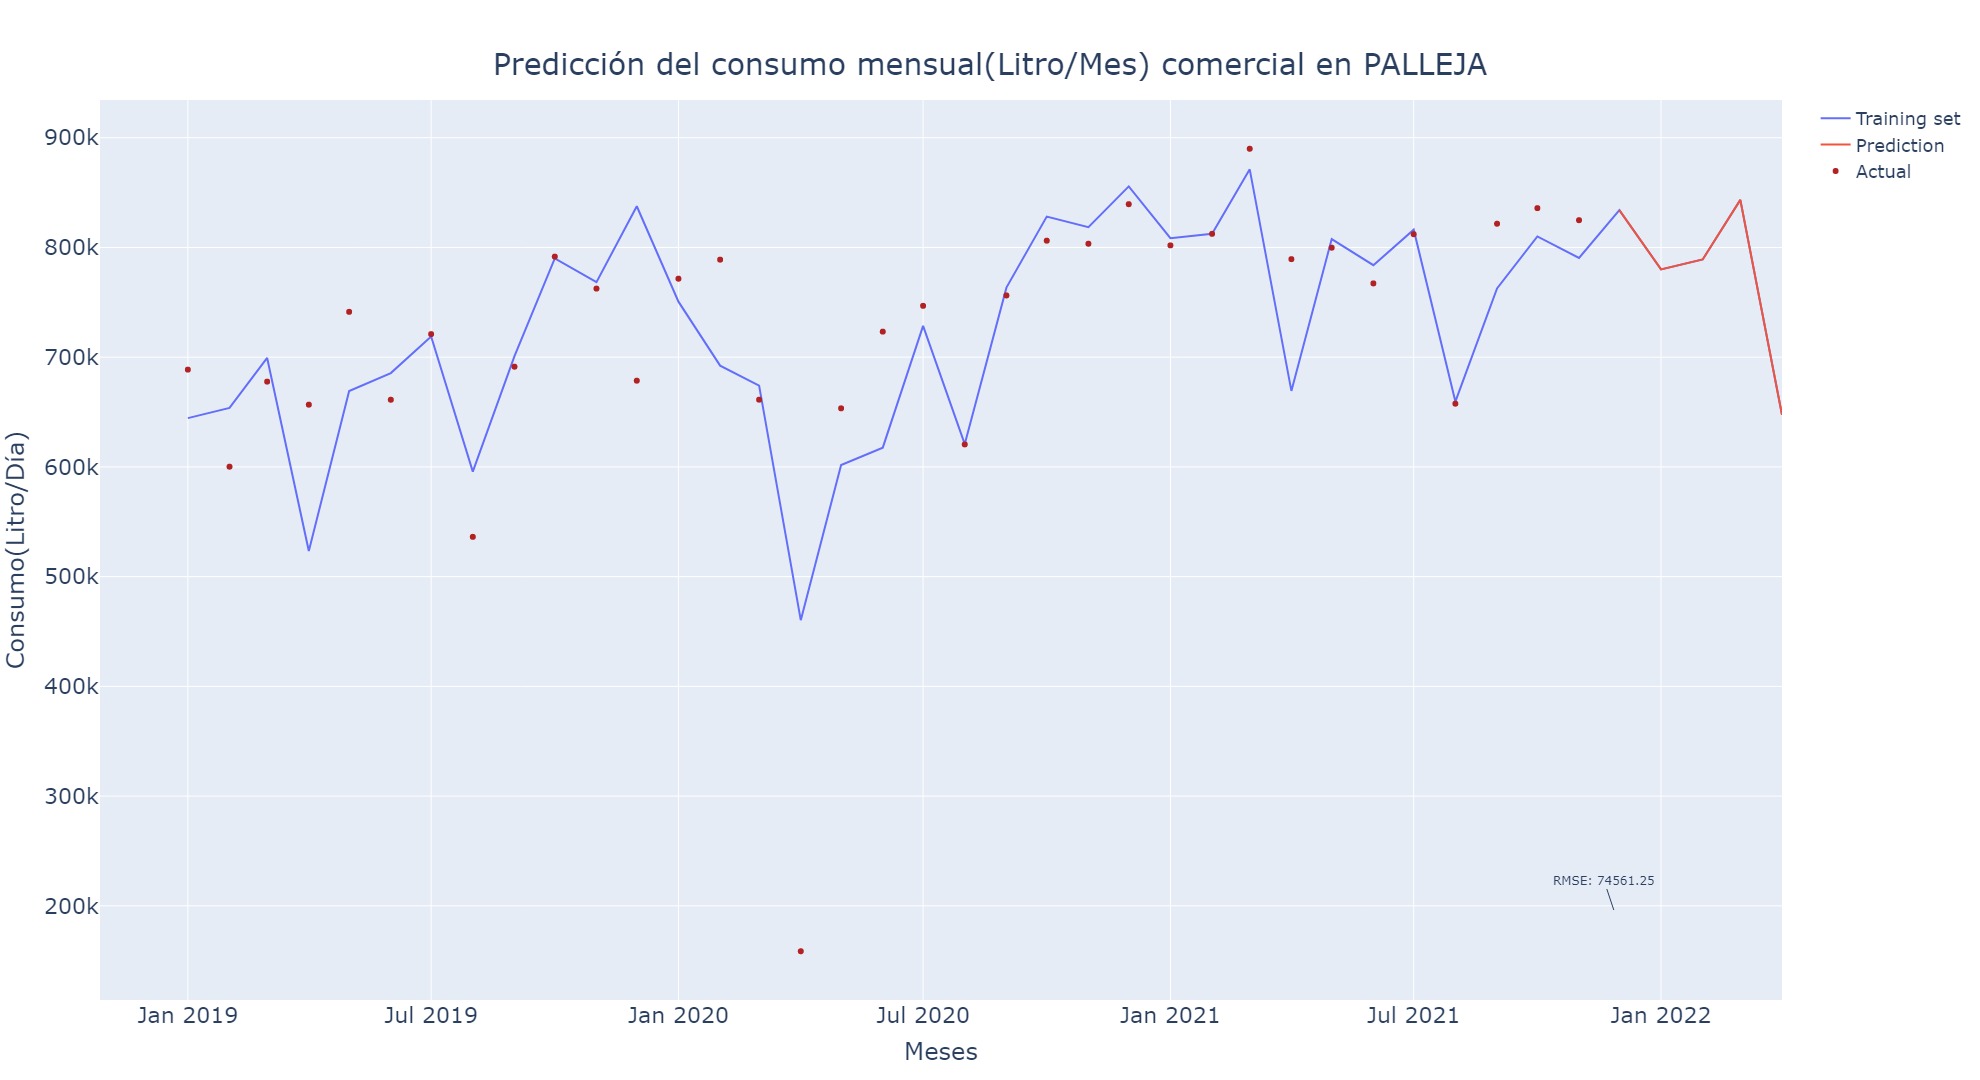 Predicción del consumo mensual(Litro/Mes) comercial en PALLEJA
Training set
Prediction
Actual
900k
800k
700k
600k
500k
400k
300k
200k
Consumo(Litro/Día)
RMSE: 74561.25
Jan 2019
Jul 2019
Jan 2020
Jul 2020
Jan 2021
Jul 2021
Jan 2022
Meses